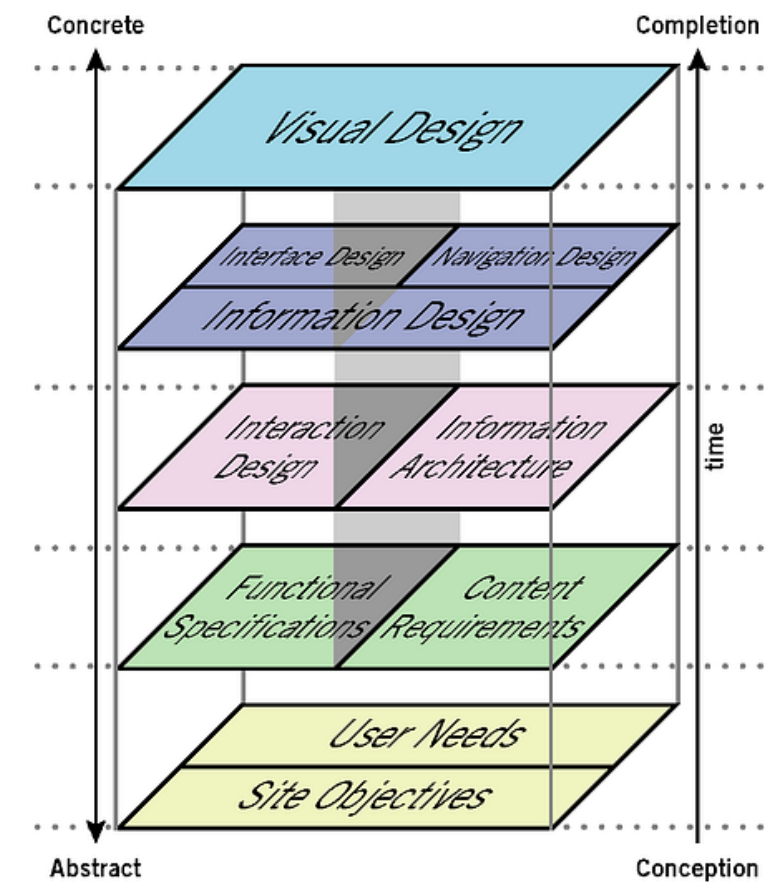 Concrete
Completion
Visual Design
Interface Design
Navigation Design
Information Design
Interaction
Design
Information
Architecture
time
Functional
Specifications
Content
Requirements
User Needs
Site Objectives
Abstract
Conception